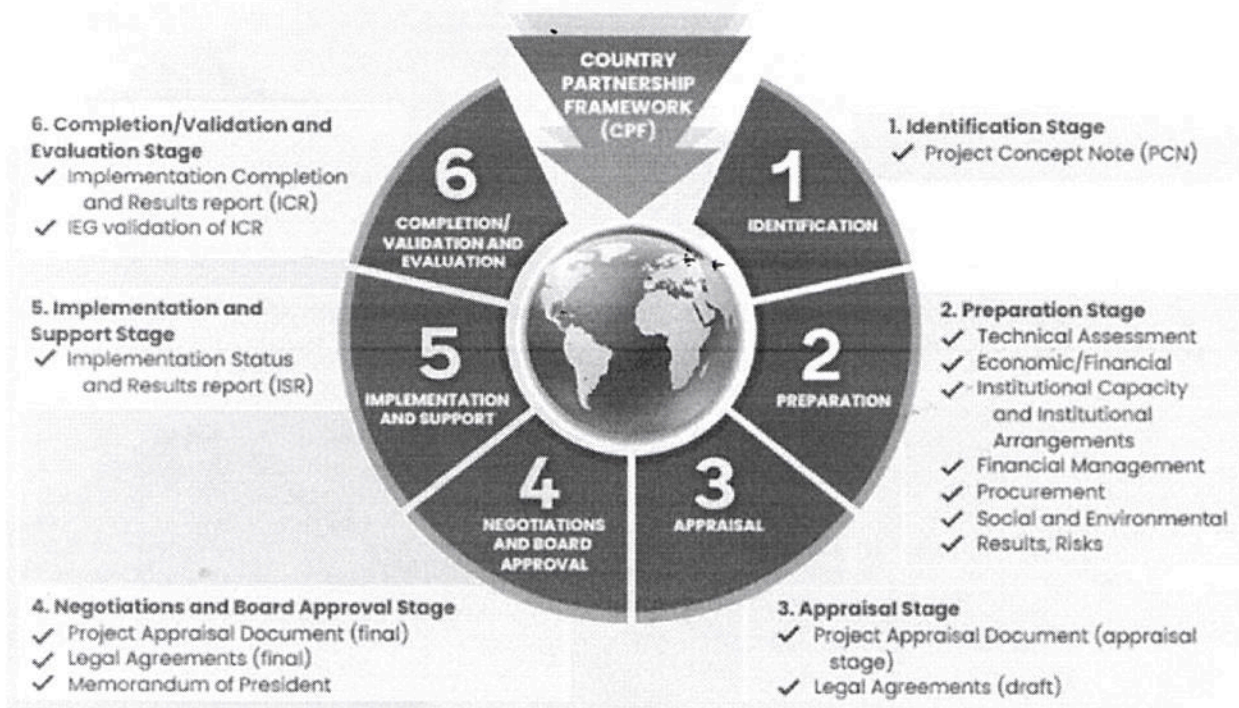 COUNTRY
PARTNERSHIP
FRAMEWORK
(CPF)
1
IDENTIFICATION
2
PREPARATION
3
APPRAISAL
4
NEGOTIATIONS
AND BOARD
APPROVAL
5
IMPLEMENTATION
AND SUPPORT
6
COMPLETION/
VALIDATION AND
EVALUATION
1. Identification Stage
✓ Project Concept Note (PCN)
2. Preparation Stage
✓ Technical Assessment
✓ Economic/Financial
✓ Institutional Capacity
and Institutional
Arrangements
✓ Financial Management
✓ Procurement
✓ Social and Environmental
✓ Results, Risks
3. Appraisal Stage
✓ Project Appraisal Document (appraisal
stage)
✓ Legal Agreements (draft)
4. Negotiations and Board Approval Stage
✓ Project Appraisal Document (final)
✓ Legal Agreements (final)
✓ Memorandum of President
5. Implementation and
Support Stage
✓ Implementation Status
and Results report (ISR)
6. Completion/Validation and
Evaluation Stage
✓ Implementation Completion
and Results report (ICR)
✓ IEG validation of ICR